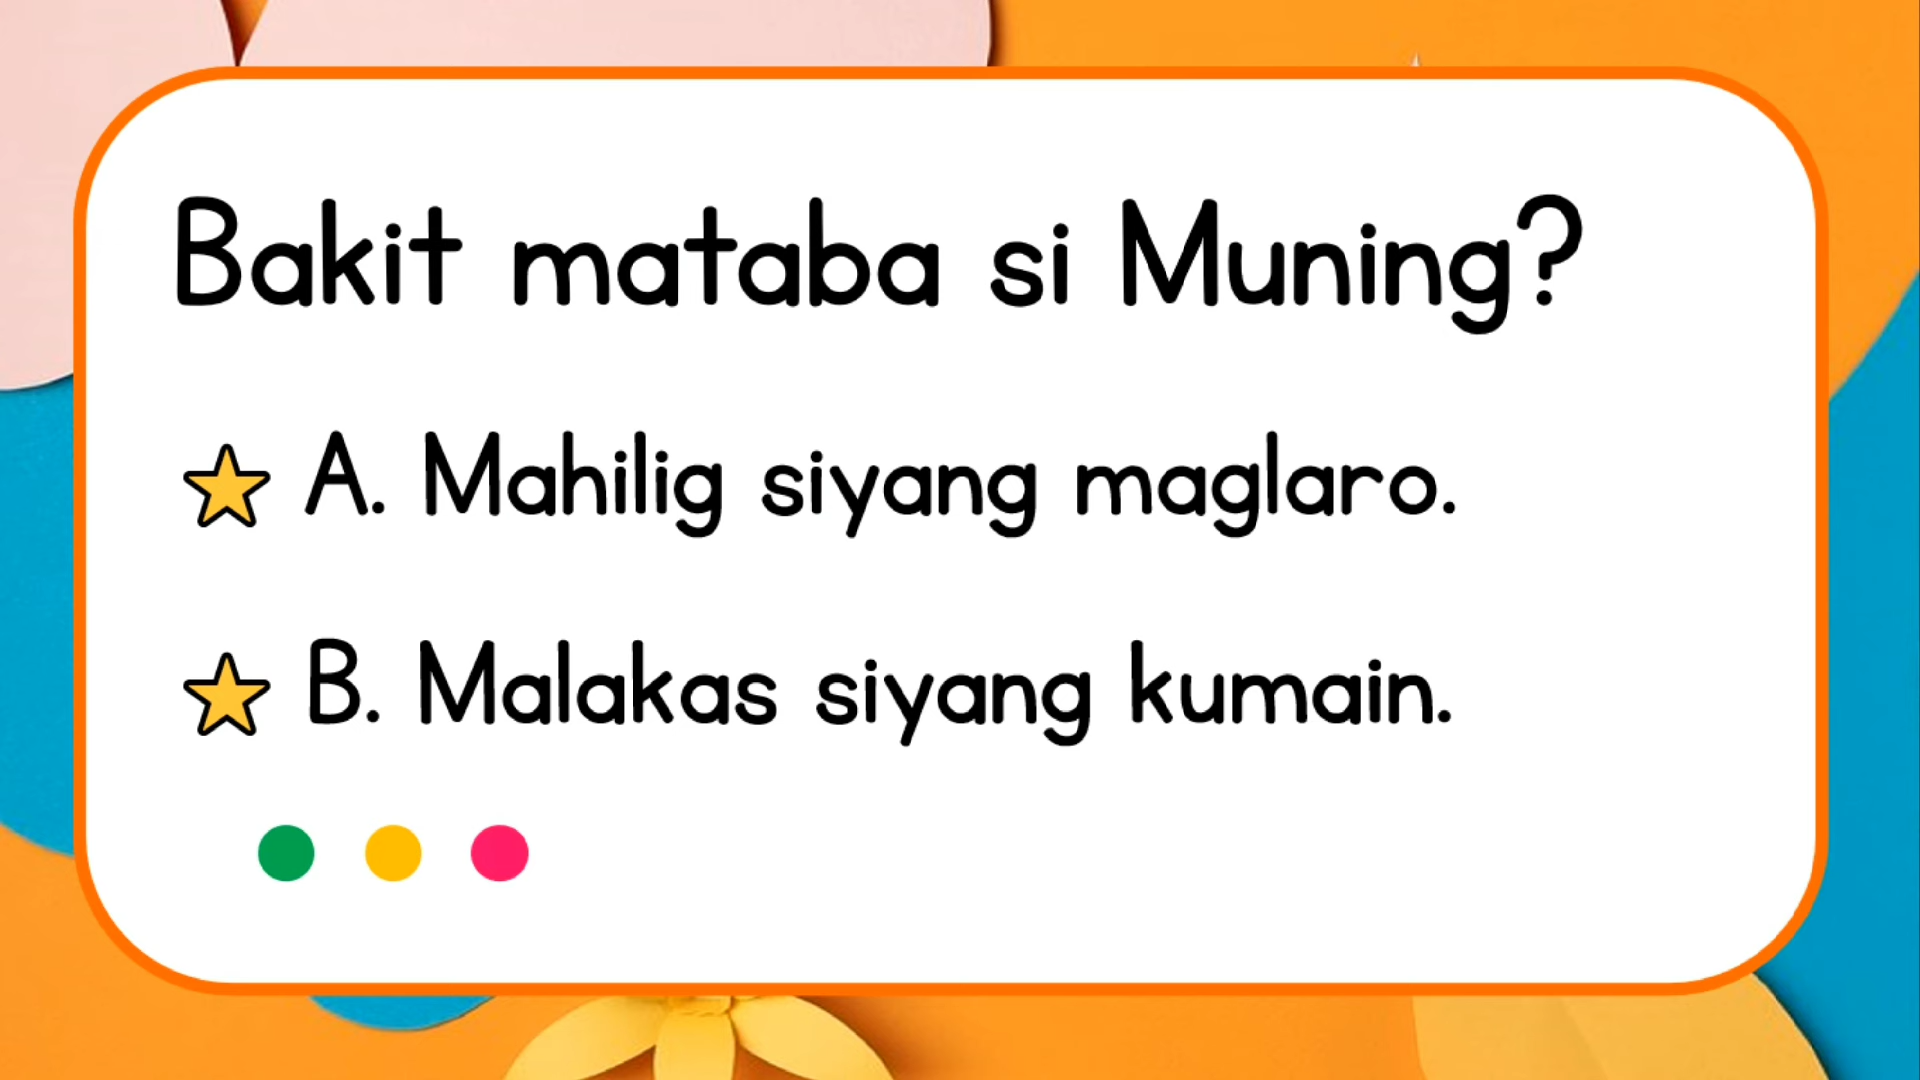 Bakit mataba si Muning?
A. Mahilig siyang maglaro.
B. Malakas siyang kumain.